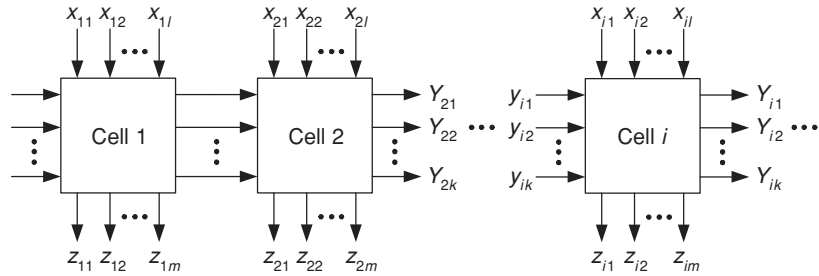 x11 x12 ••• x1l x21 x22 ••• x2l xi1 xi2 ••• xil
Y21 yi1 Yi1
Cell 1 Cell 2 Y22 ••• yi2 Cell i Yi2 •••
Y2k yik Yik
z11 z12 z1m z21 z22 z2m zi1 zi2 zim